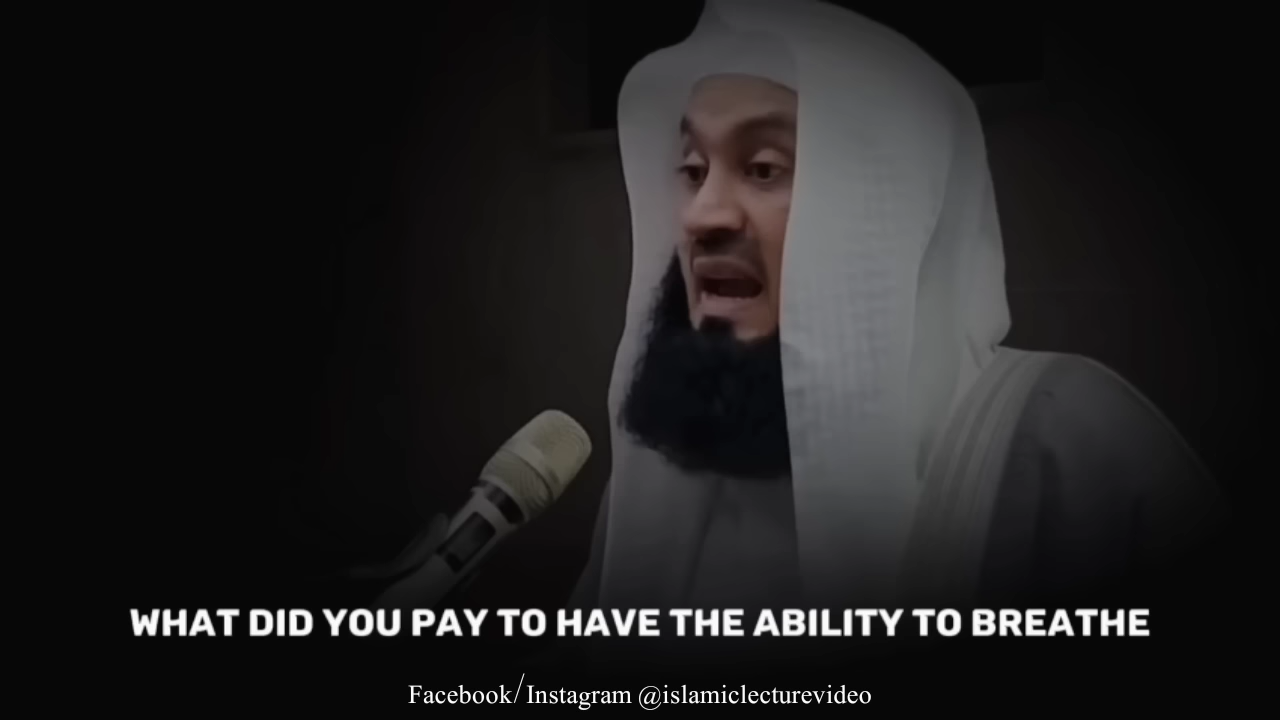 WHAT DID YOU PAY TO HAVE THE ABILITY TO BREATHE
Facebook/Instagram @islamiclecturevideo